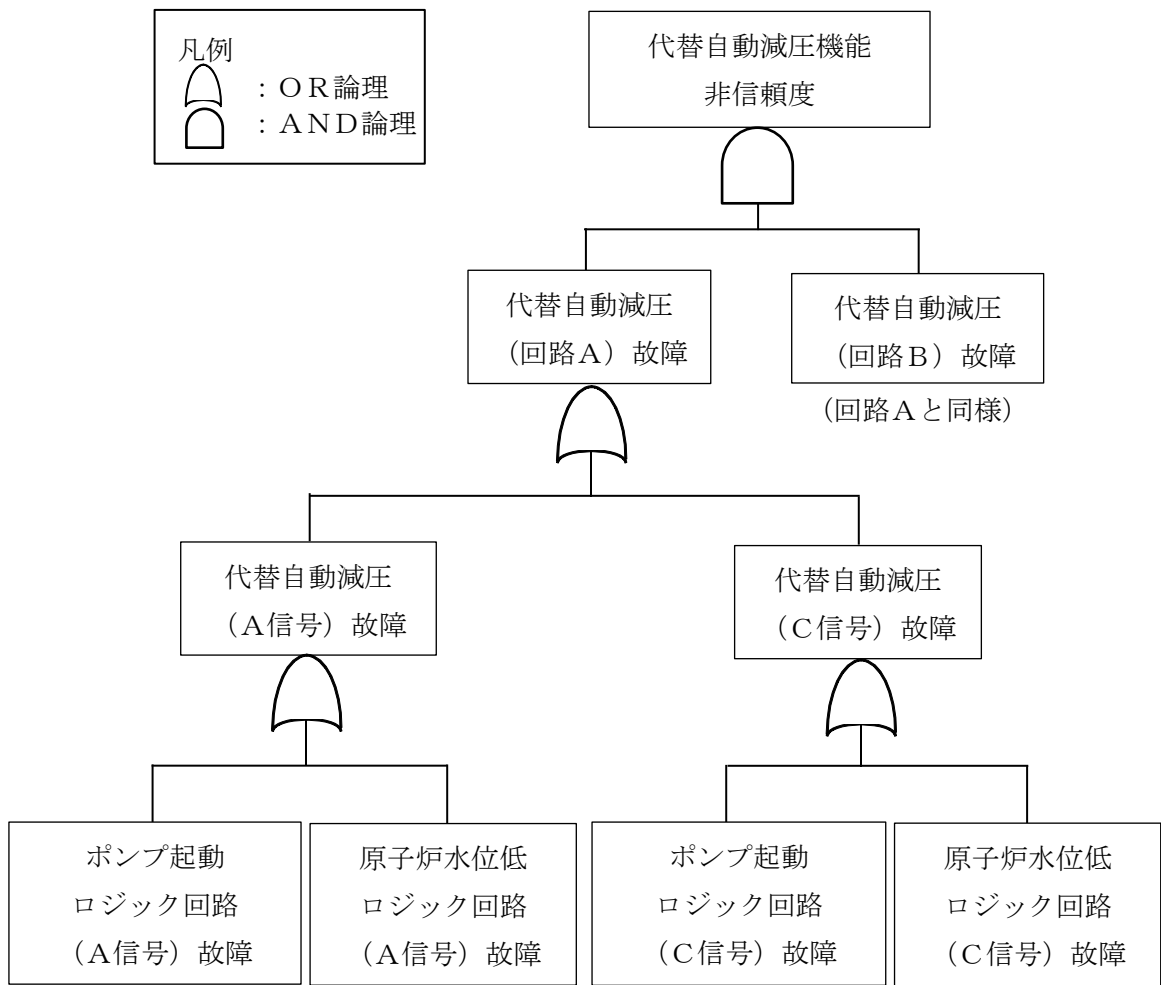 凡例
：ＯＲ論理
：ＡＮＤ論理
代替自動減圧機能
非信頼度
代替自動減圧
（回路Ａ）故障
代替自動減圧
（回路Ｂ）故障
（回路Ａと同様）
代替自動減圧
（Ａ信号）故障
代替自動減圧
（Ｃ信号）故障
ポンプ起動
ロジック回路
（Ａ信号）故障
原子炉水位低
ロジック回路
（Ａ信号）故障
ポンプ起動
ロジック回路
（Ｃ信号）故障
原子炉水位低
ロジック回路
（Ｃ信号）故障